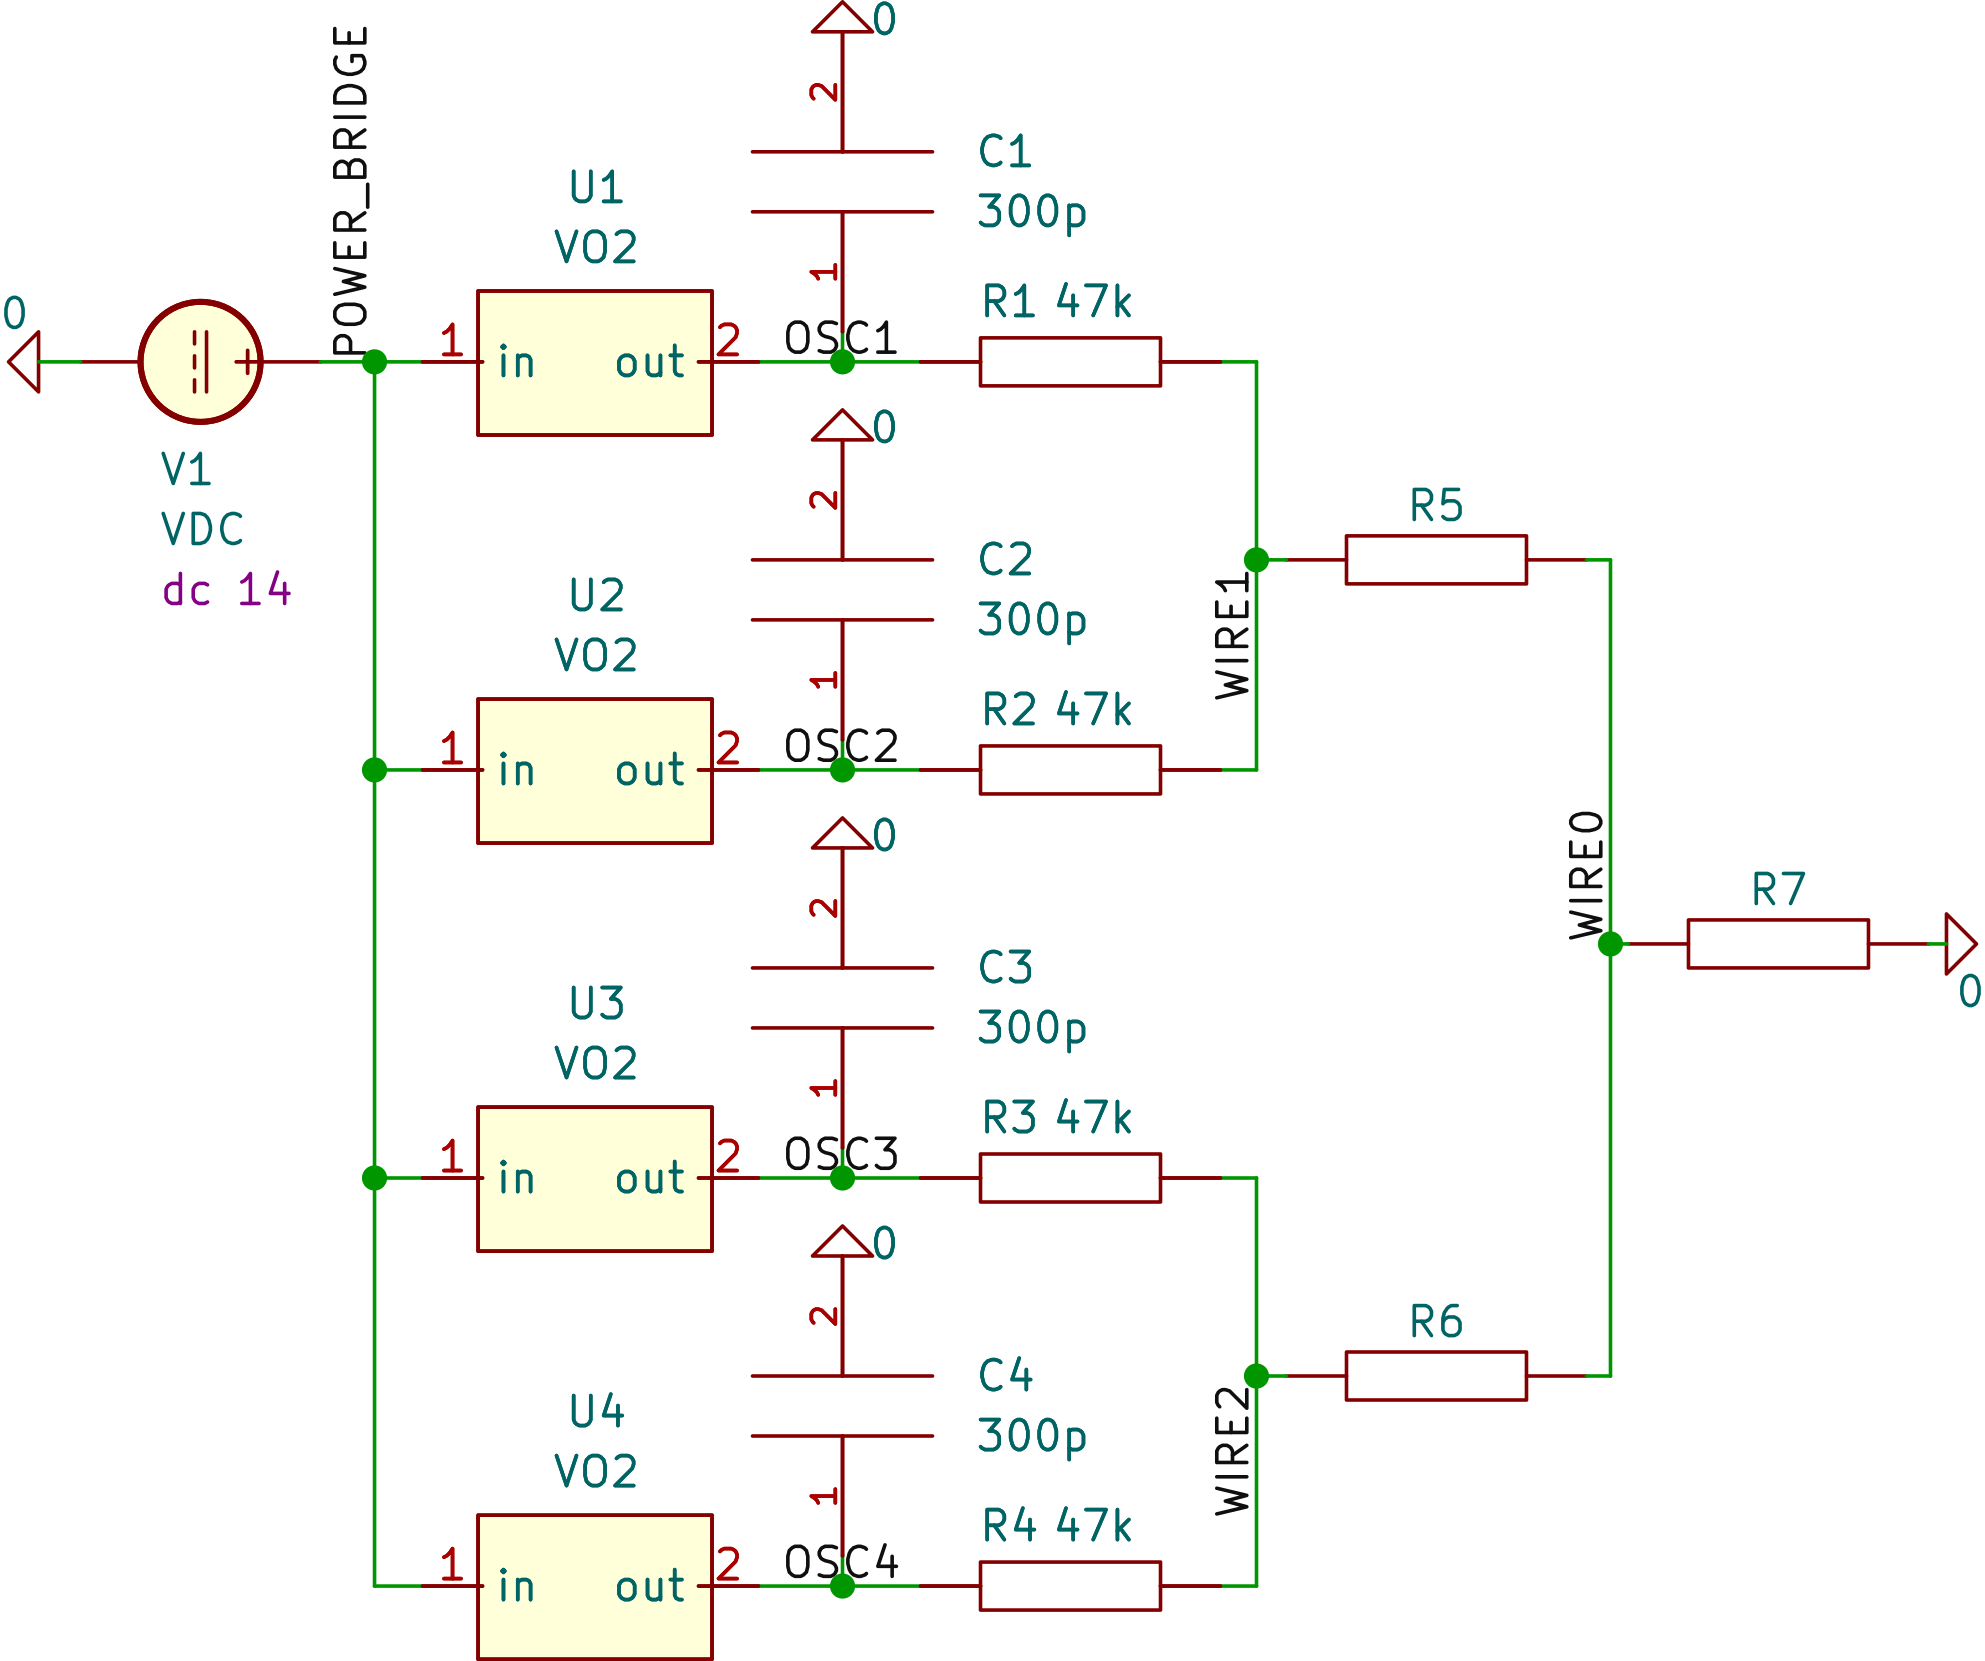 0
POWER_BRIDGE
V1
VDC
dc 14
U1
VO2
1
in
out
2
0
2
1
C1
300p
OSC1
R1 47k
U2
VO2
1
in
out
2
0
2
1
C2
300p
OSC2
R2 47k
WIRE1
R5
U3
VO2
1
in
out
2
0
2
1
C3
300p
OSC3
R3 47k
WIRE0
R7
0
U4
VO2
1
in
out
2
0
2
1
C4
300p
OSC4
R4 47k
WIRE2
R6